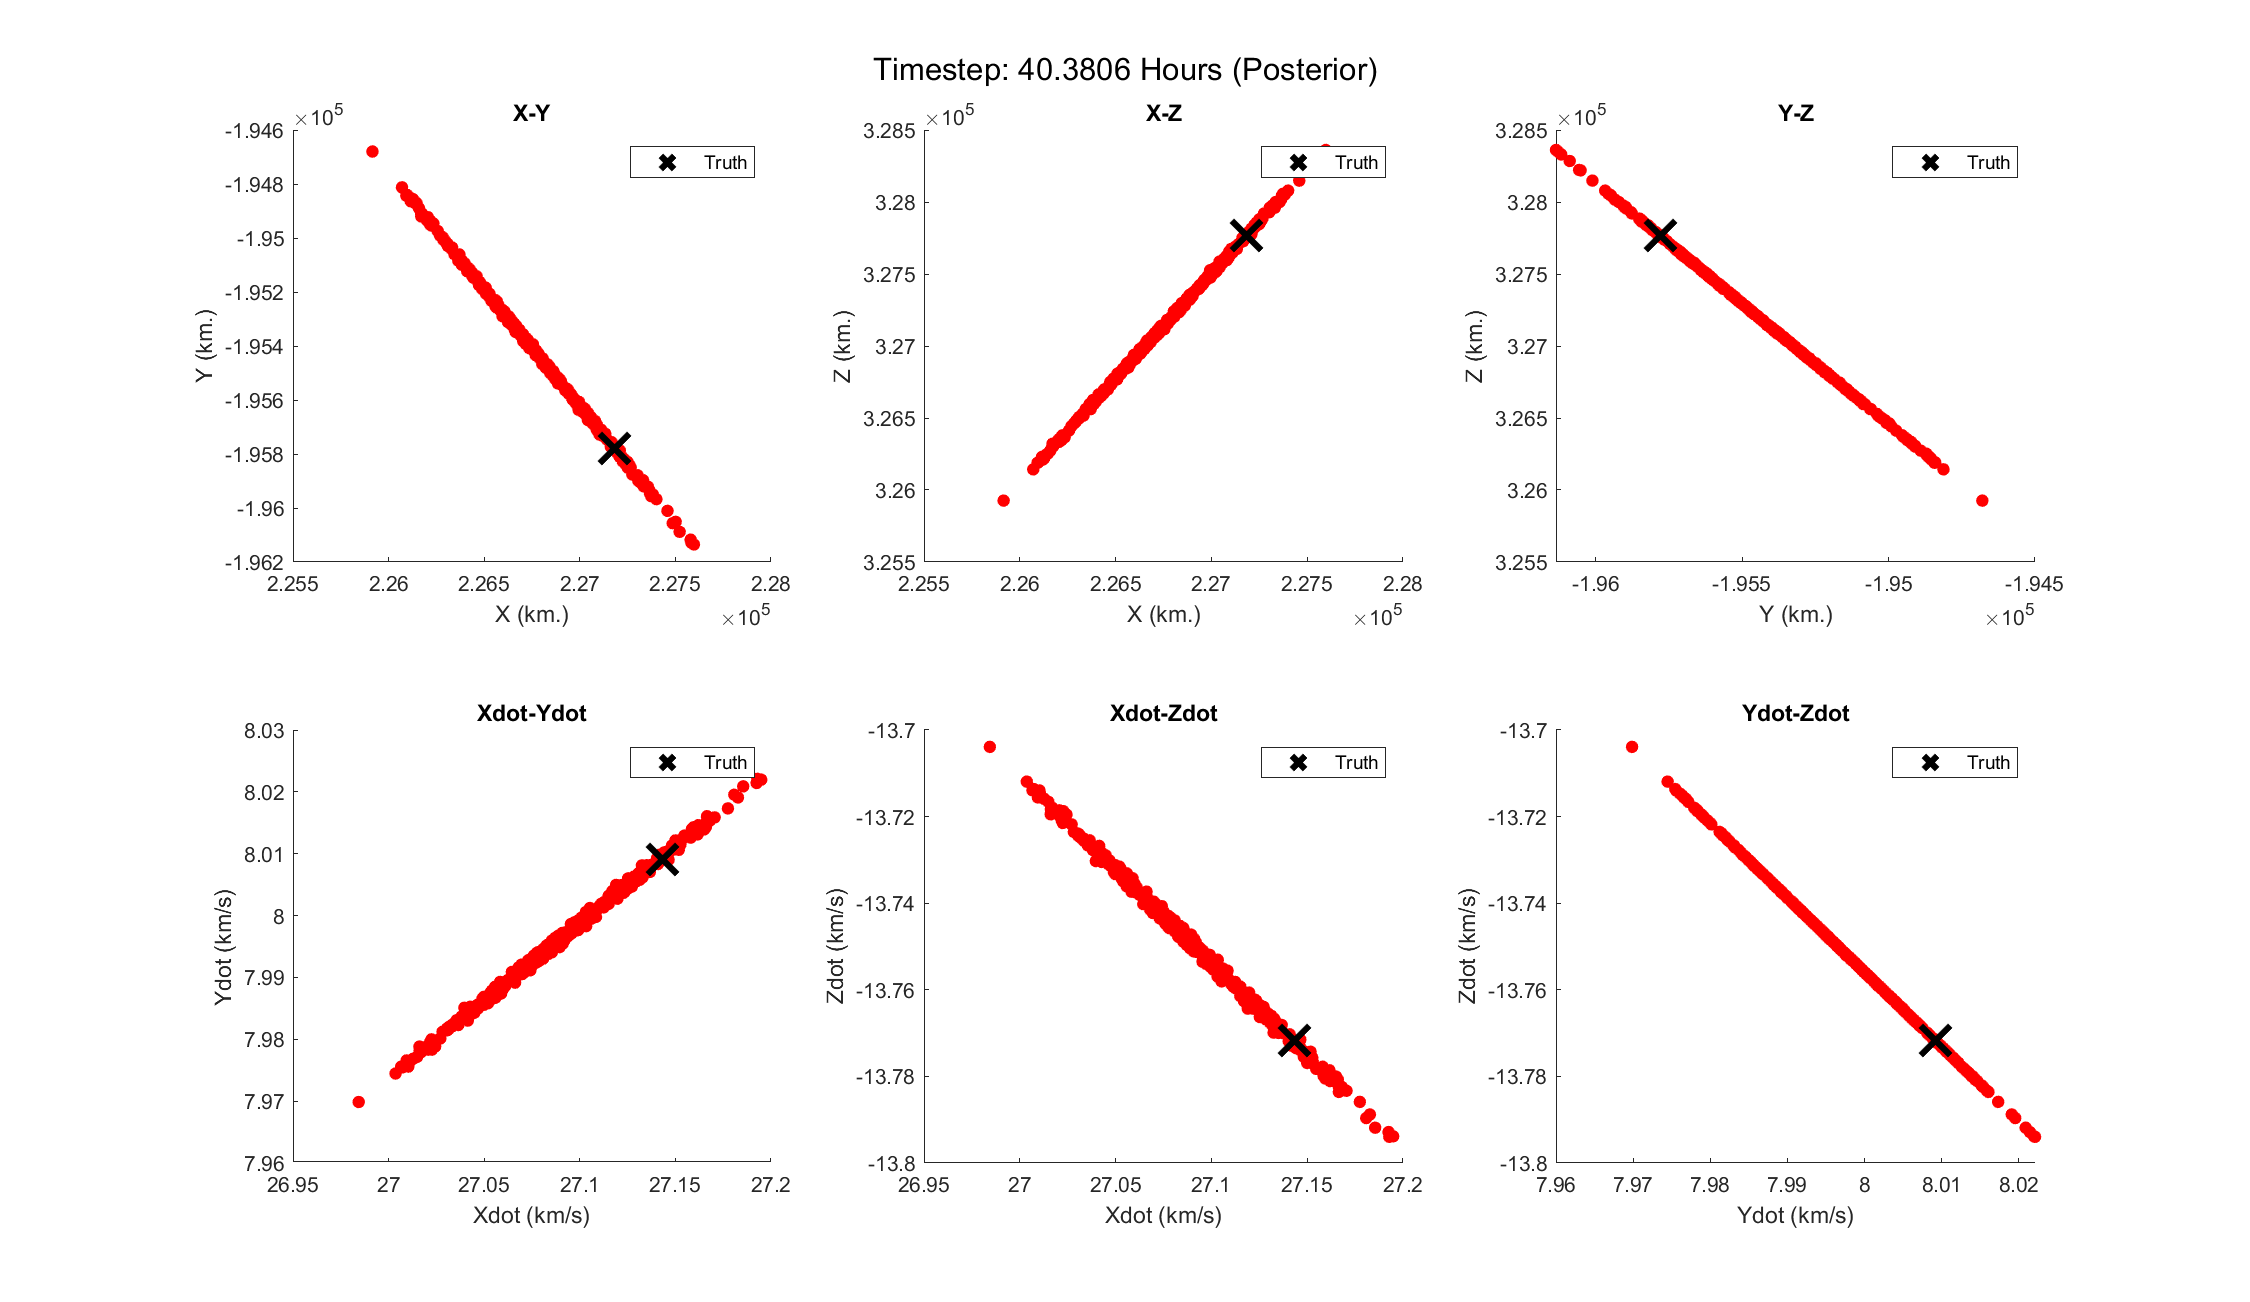 Timestep: 40.3806 Hours (Posterior)
X-Y
×10^5
-1.946
-1.948
-1.95
-1.952
-1.954
-1.956
-1.958
-1.96
-1.962
Y (km.)
Truth
2.255 2.26 2.265 2.27 2.275 2.28
X (km.)
×10^5
X-Z
×10^5
3.285
3.28
3.275
3.27
3.265
3.26
3.255
Z (km.)
Truth
2.255 2.26 2.265 2.27 2.275 2.28
X (km.)
×10^5
Y-Z
×10^5
3.285
3.28
3.275
3.27
3.265
3.26
3.255
Z (km.)
Truth
-1.96 -1.955 -1.95 -1.945
Y (km.)
×10^5
Xdot-Ydot
8.03
8.02
8.01
8
7.99
7.98
7.97
7.96
Ydot (km/s)
Truth
26.95 27 27.05 27.1 27.15 27.2
Xdot (km/s)
Xdot-Zdot
-13.7
-13.72
-13.74
-13.76
-13.78
-13.8
Zdot (km/s)
Truth
26.95 27 27.05 27.1 27.15 27.2
Xdot (km/s)
Ydot-Zdot
-13.7
-13.72
-13.74
-13.76
-13.78
-13.8
Zdot (km/s)
Truth
7.96 7.97 7.98 7.99 8 8.01 8.02
Ydot (km/s)